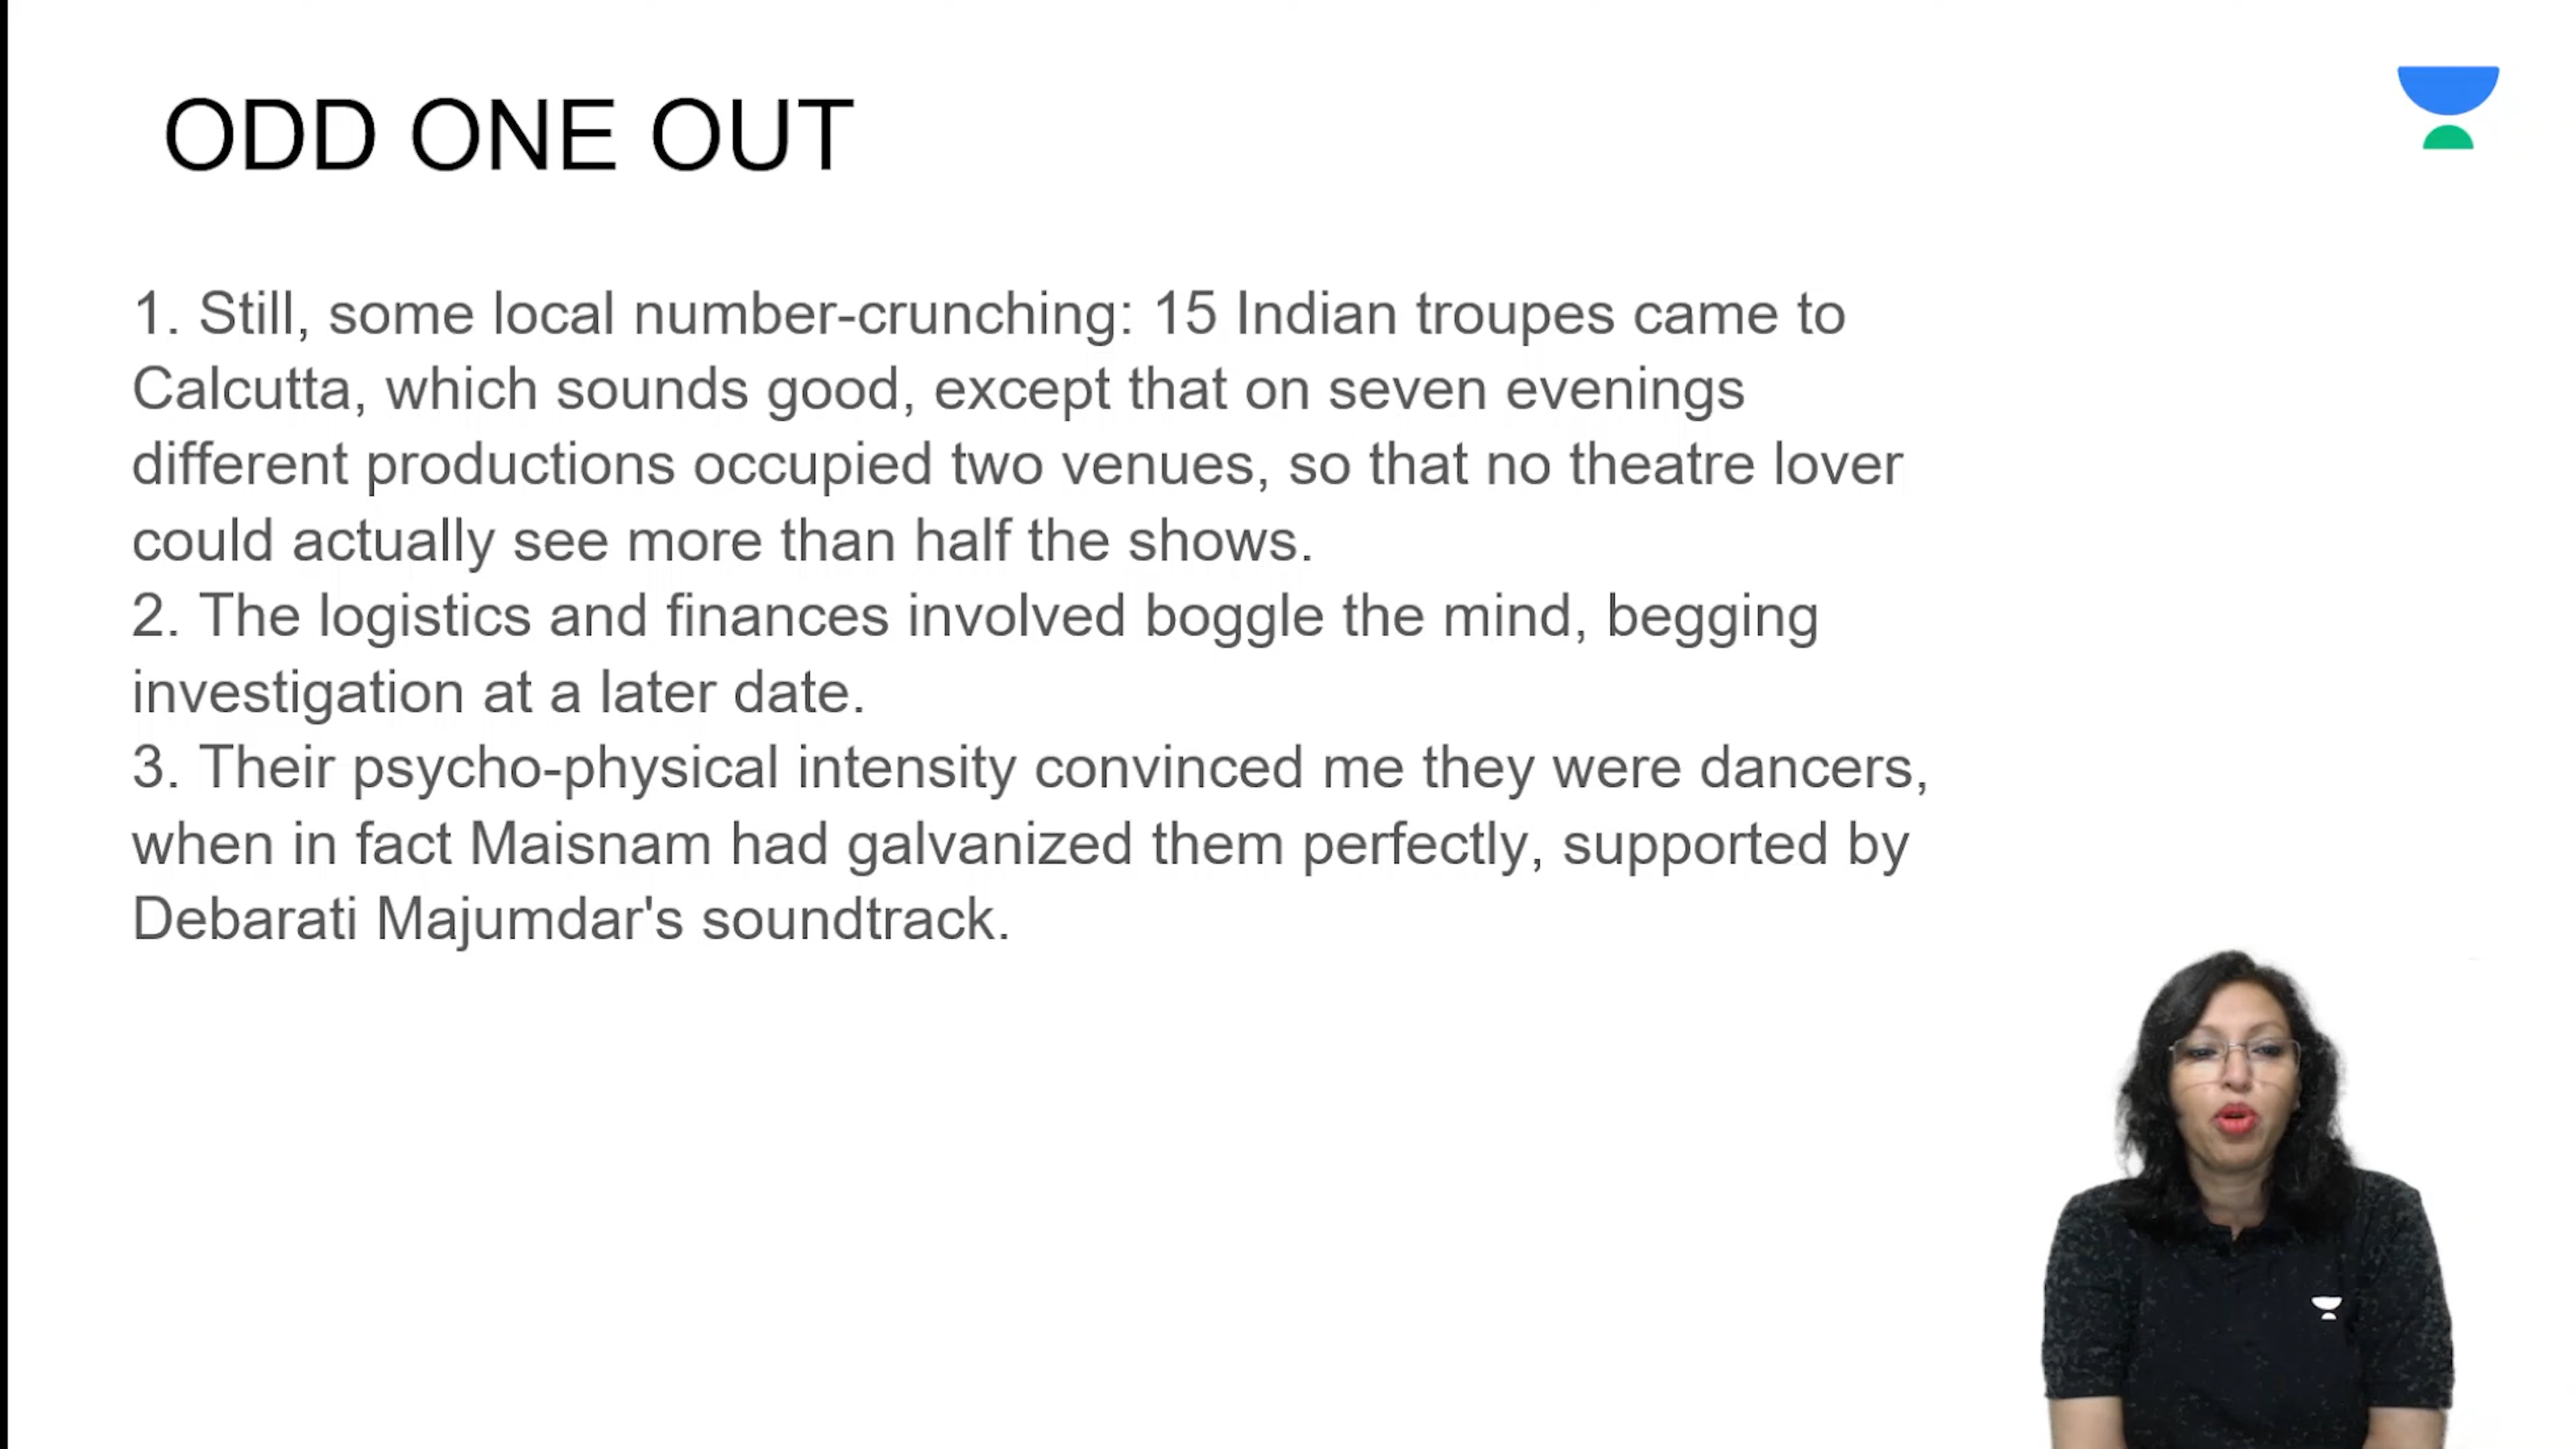 ODD ONE OUT
1. Still, some local number-crunching: 15 Indian troupes came to
Calcutta, which sounds good, except that on seven evenings
different productions occupied two venues, so that no theatre lover
could actually see more than half the shows.
2. The logistics and finances involved boggle the mind, begging
investigation at a later date.
3. Their psycho-physical intensity convinced me they were dancers,
when in fact Maisnam had galvanized them perfectly, supported by
Debarati Majumdar's soundtrack.